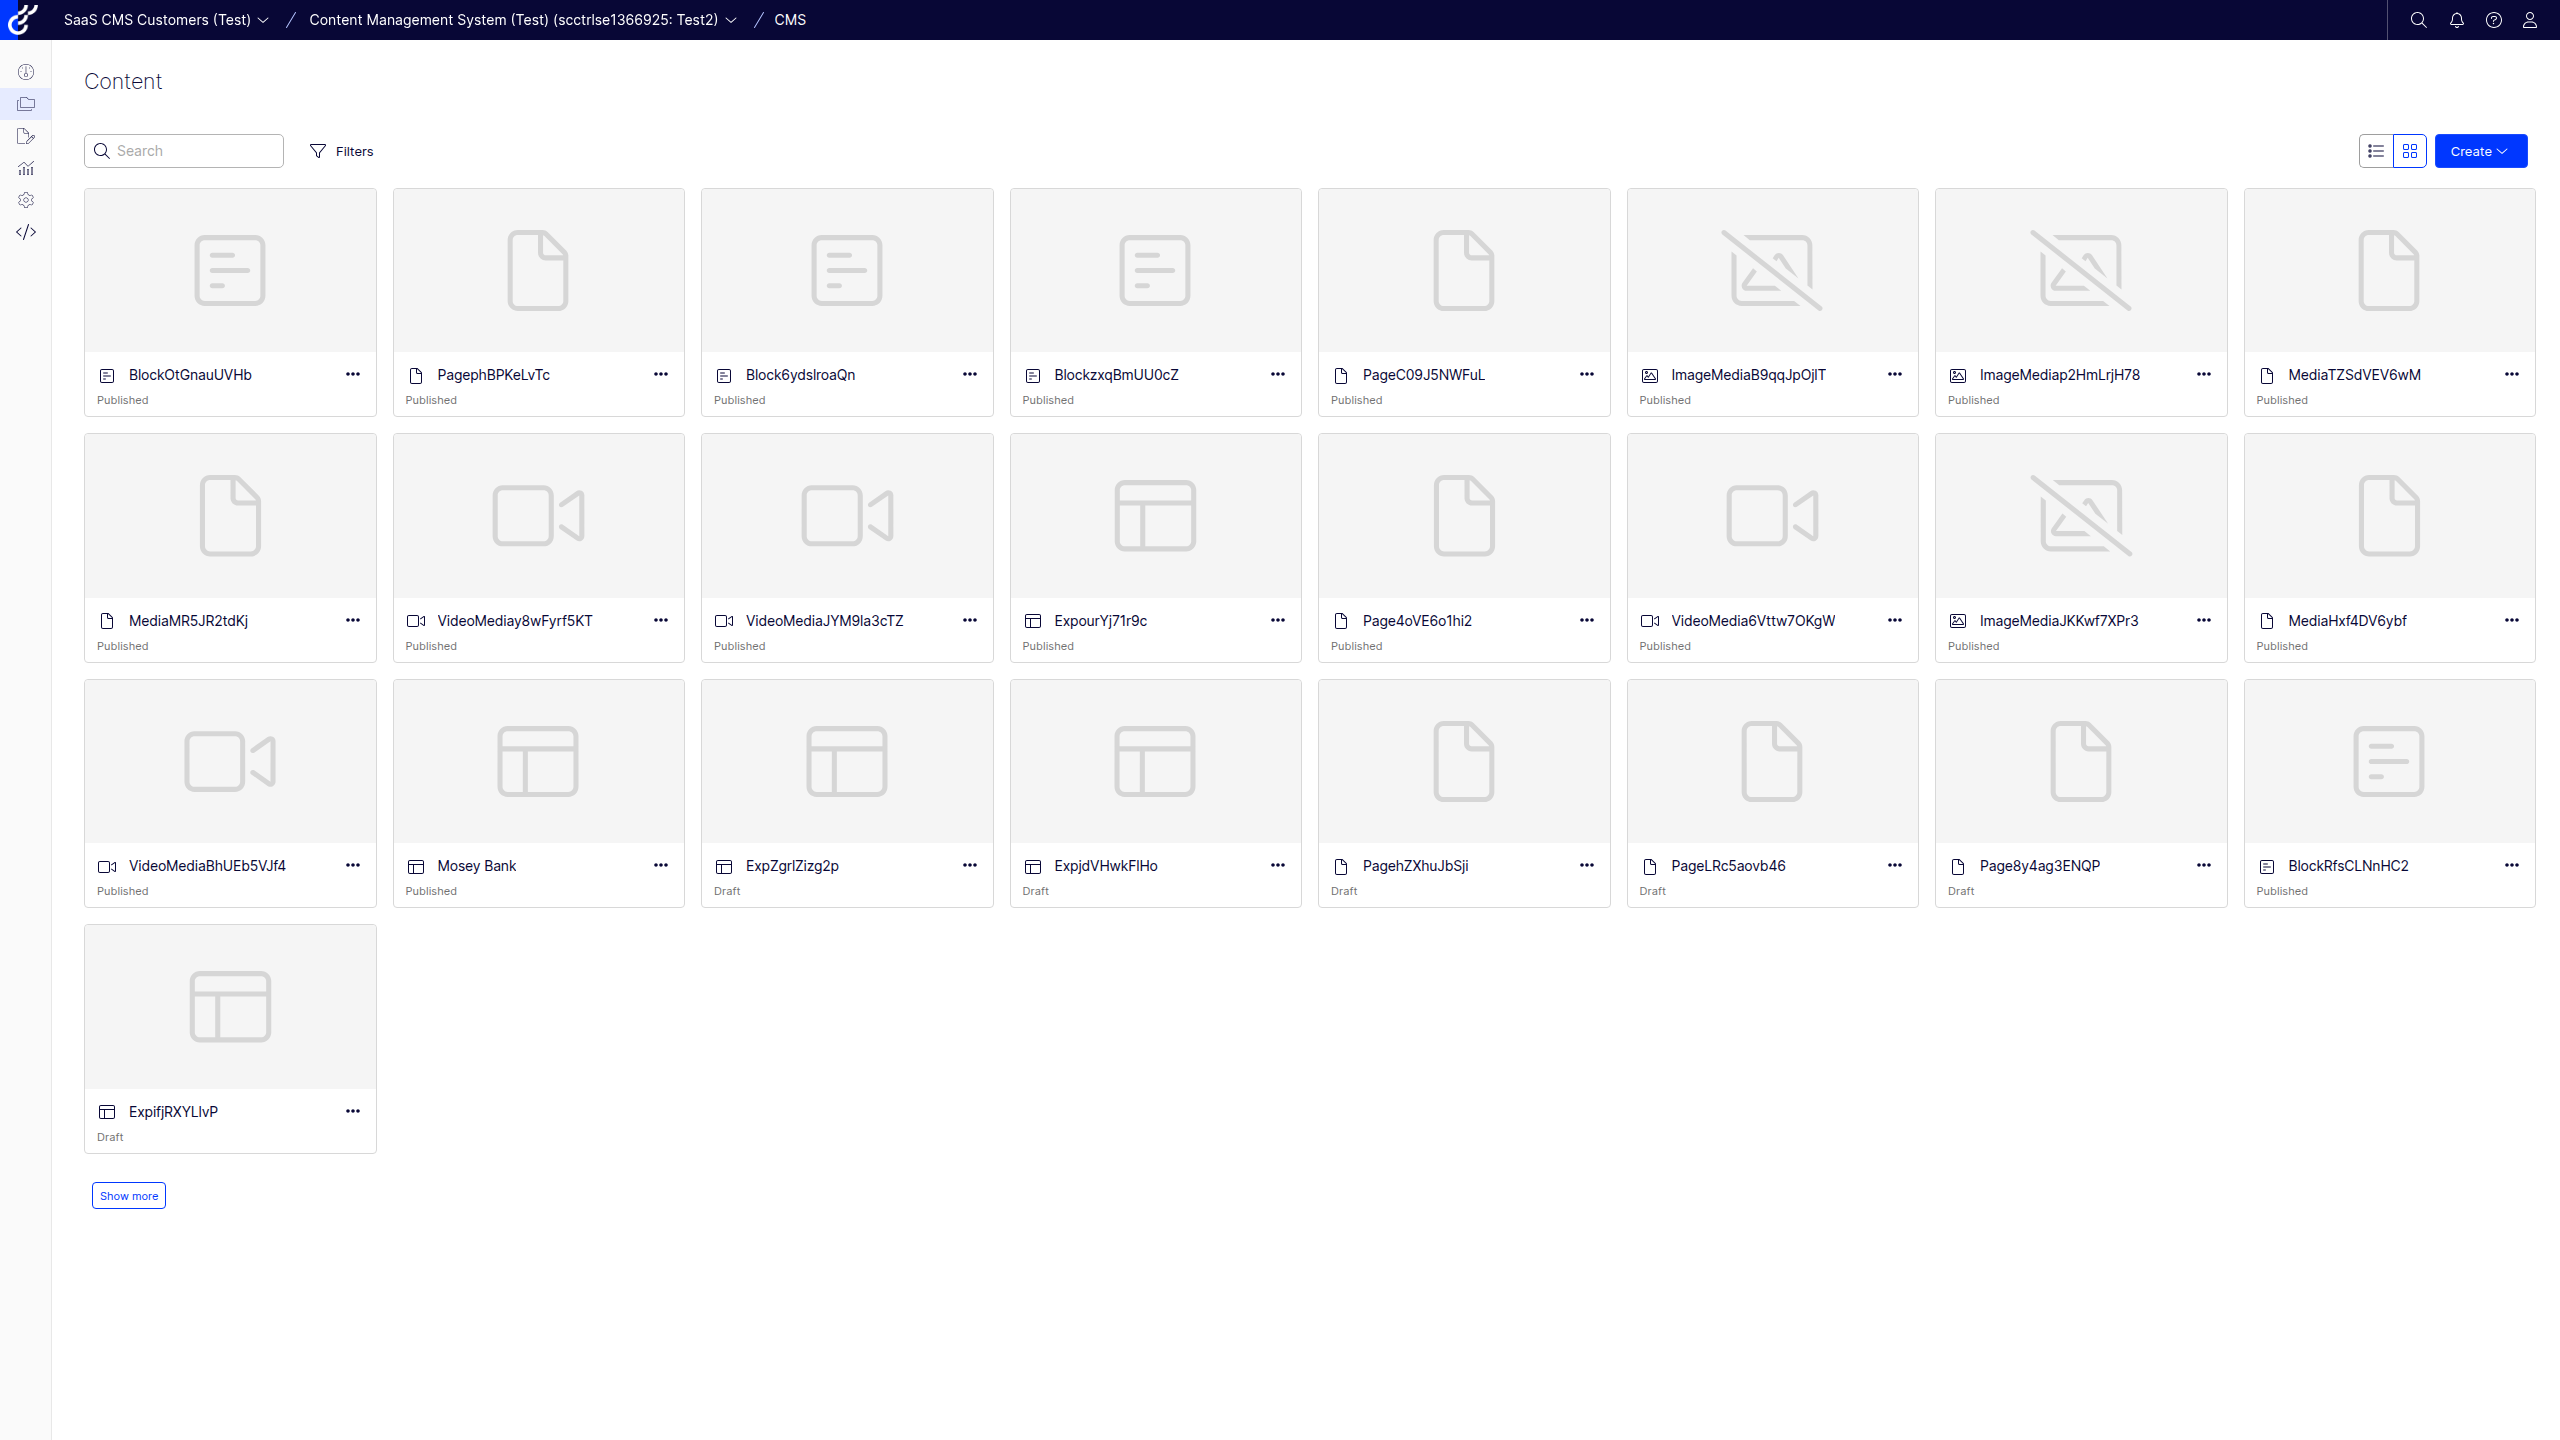 SaaS CMS Customers (Test) / Content Management System (Test) (scctrlse1366925: Test2) / CMS
Content
Search Filters Create
BlockOtGnauUVHb PagephBPKeLvTc Block6ydslroaQn BlockzxqBmUU0cZ PageC09J5NWFuL ImageMediaB9qqJpOjlT ImageMediap2HmLrjH78 MediaTZSdVEV6wM
Published Published Published Published Published Published Published Published
MediaMR5JR2tdKj VideoMediay8wFyrf5KT VideoMediaJYM9la3cTZ ExpourYj71r9c Page4oVE6o1hi2 VideoMedia6Vttw7OKgW ImageMediaJKKwf7XPr3 MediaHxf4DV6ybf
Published Published Published Published Published Published Published Published
VideoMediaBhUEb5VJf4 Mosey Bank ExpZgrlZizg2p ExpjdVHwkFlHo PagehZXhuJbSji PageLRc5aovb46 Page8y4ag3ENQP BlockRfsCLNnHC2
Published Published Draft Draft Draft Draft Draft Published
ExpifjRXYLlvP
Draft
Show more